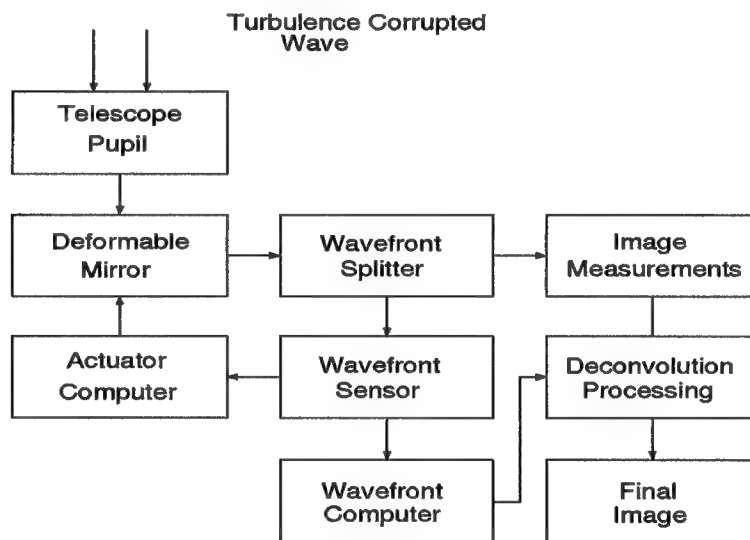 Turbulence Corrupted
Wave
Telescope
Pupil
Deformable
Mirror
Wavefront
Splitter
Image
Measurements
Actuator
Computer
Wavefront
Sensor
Deconvolution
Processing
Wavefront
Computer
Final
Image